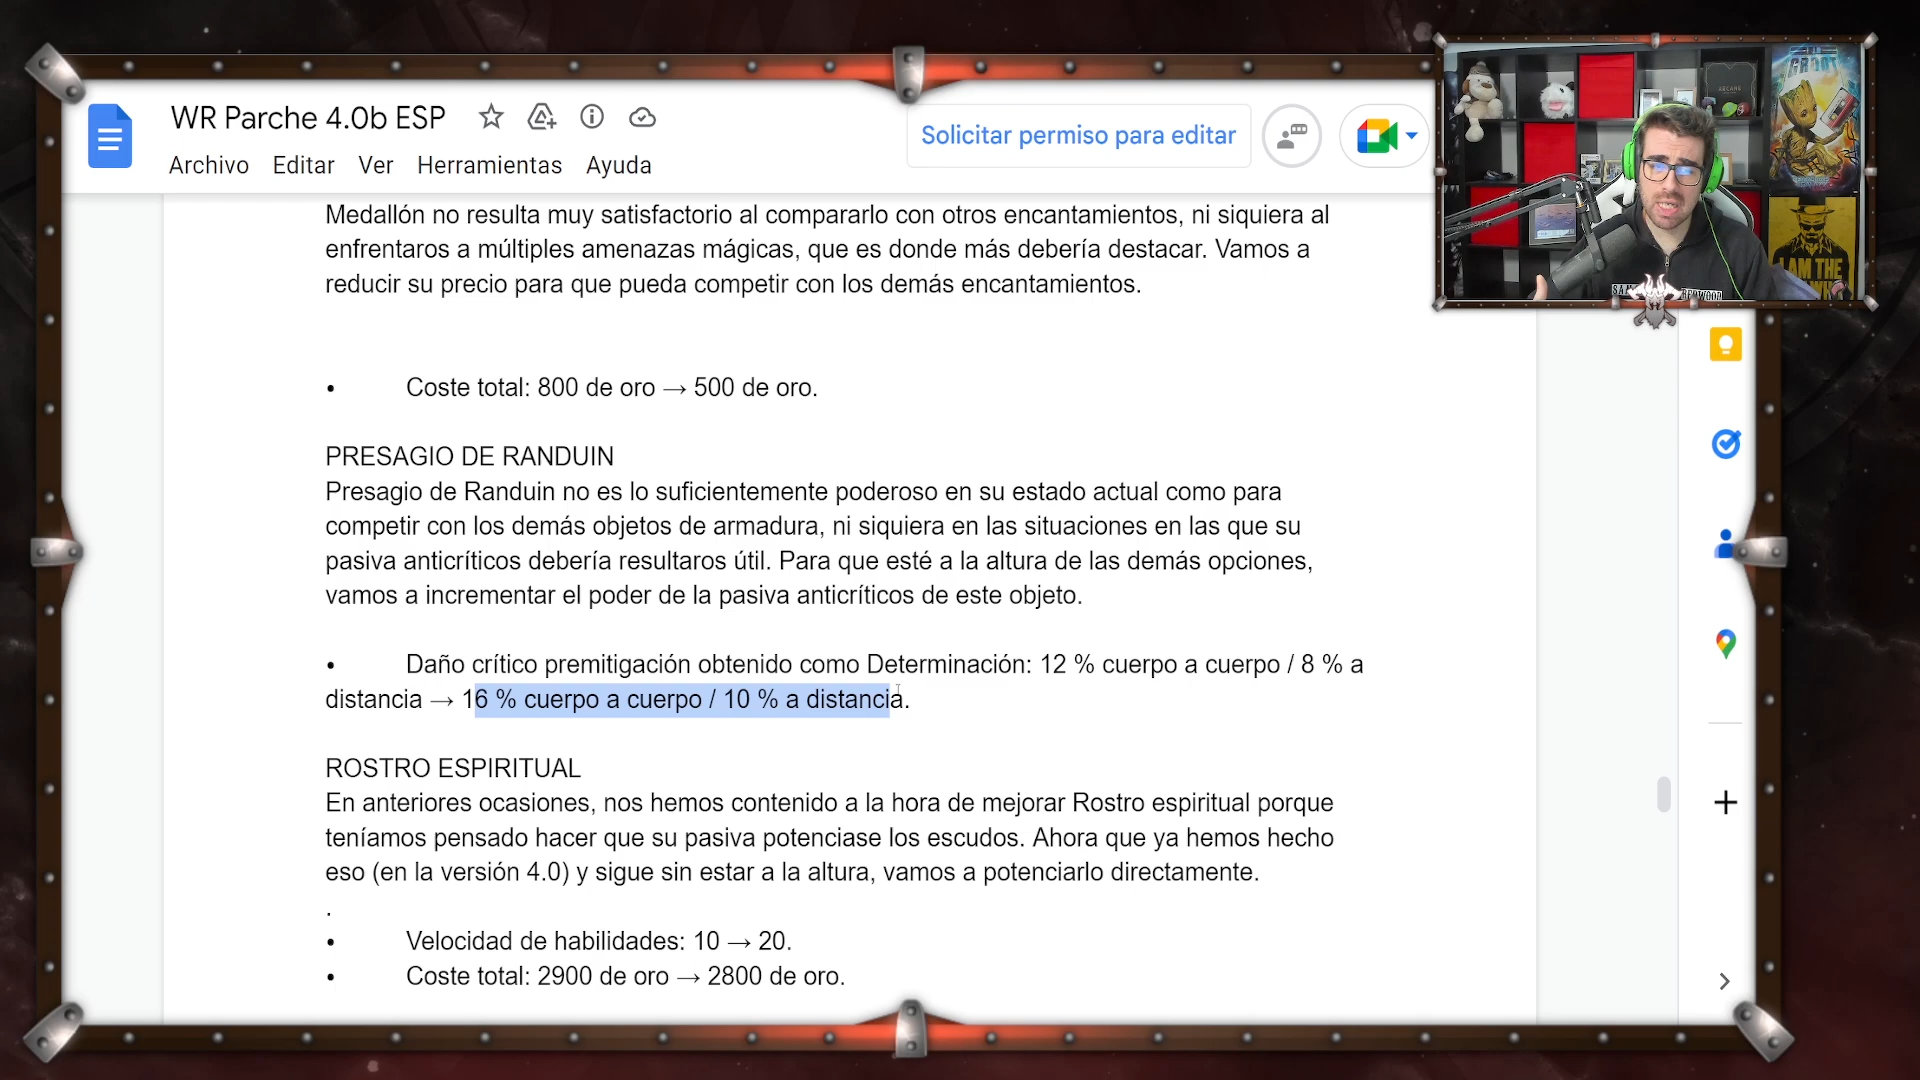 WR Parche 4.0b ESP
Archivo Editar Ver Herramientas Ayuda
Solicitar permiso para editar
Medallón no resulta muy satisfactorio al compararlo con otros encantamientos, ni siquiera al
enfrentaros a múltiples amenazas mágicas, que es donde más debería destacar. Vamos a
reducir su precio para que pueda competir con los demás encantamientos.
• Coste total: 800 de oro → 500 de oro.
PRESAGIO DE RANDUIN
Presagio de Randuin no es lo suficientemente poderoso en su estado actual como para
competir con los demás objetos de armadura, ni siquiera en las situaciones en las que su
pasiva anticríticos debería resultaros útil. Para que esté a la altura de las demás opciones,
vamos a incrementar el poder de la pasiva anticríticos de este objeto.
• Daño crítico premitigación obtenido como Determinación: 12 % cuerpo a cuerpo / 8 % a
distancia → 16 % cuerpo a cuerpo / 10 % a distancia.
ROSTRO ESPIRITUAL
En anteriores ocasiones, nos hemos contenido a la hora de mejorar Rostro espiritual porque
teníamos pensado hacer que su pasiva potenciase los escudos. Ahora que ya hemos hecho
eso (en la versión 4.0) y sigue sin estar a la altura, vamos a potenciarlo directamente.
.
• Velocidad de habilidades: 10 → 20.
• Coste total: 2900 de oro → 2800 de oro.
GROOT
ARCANE
I AM THE